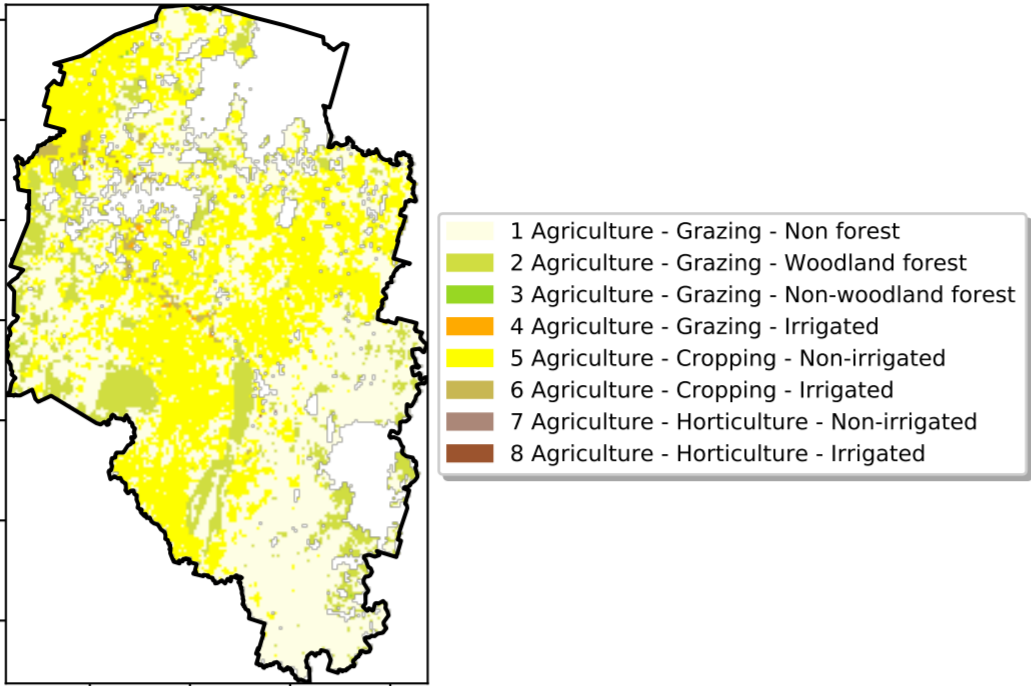 1 Agriculture - Grazing - Non forest
2 Agriculture - Grazing - Woodland forest
3 Agriculture - Grazing - Non-woodland forest
4 Agriculture - Grazing - Irrigated
5 Agriculture - Cropping - Non-irrigated
6 Agriculture - Cropping - Irrigated
7 Agriculture - Horticulture - Non-irrigated
8 Agriculture - Horticulture - Irrigated